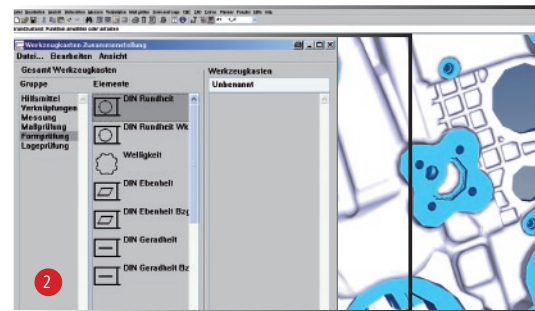 Werkzeugkasten Zusammenstellung
Datei... Bearbeiten Ansicht
Gesamt Werkzeugkasten
Werkzeugkasten
Gruppe
Elemente
Unbenannt
Hilfsmittel
Verknüpfungen
Messung
Maßprüfung
Formprüfung
Lageprüfung
DIN Rundheit
DIN Rundheit Wk
Welligkeit
DIN Ebenheit
DIN Ebenheit Bzg
DIN Geradheit
DIN Geradheit Bz
2